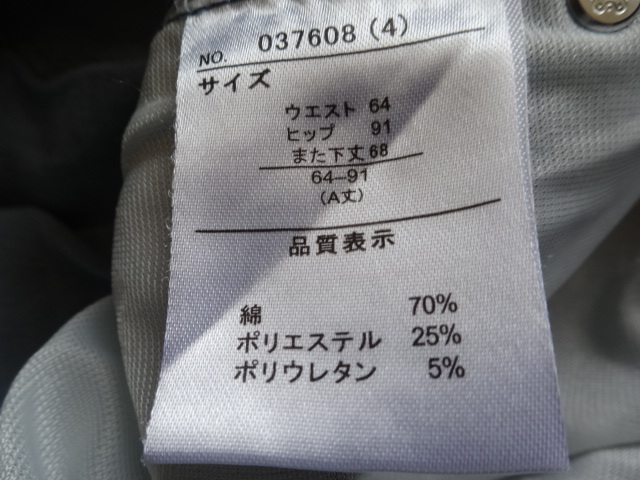 NO. 037608 (4)
サイズ
ウエスト 64
ヒップ 91
また下丈 68
64-91
(A丈)
品質表示
綿 70%
ポリエステル 25%
ポリウレタン 5%